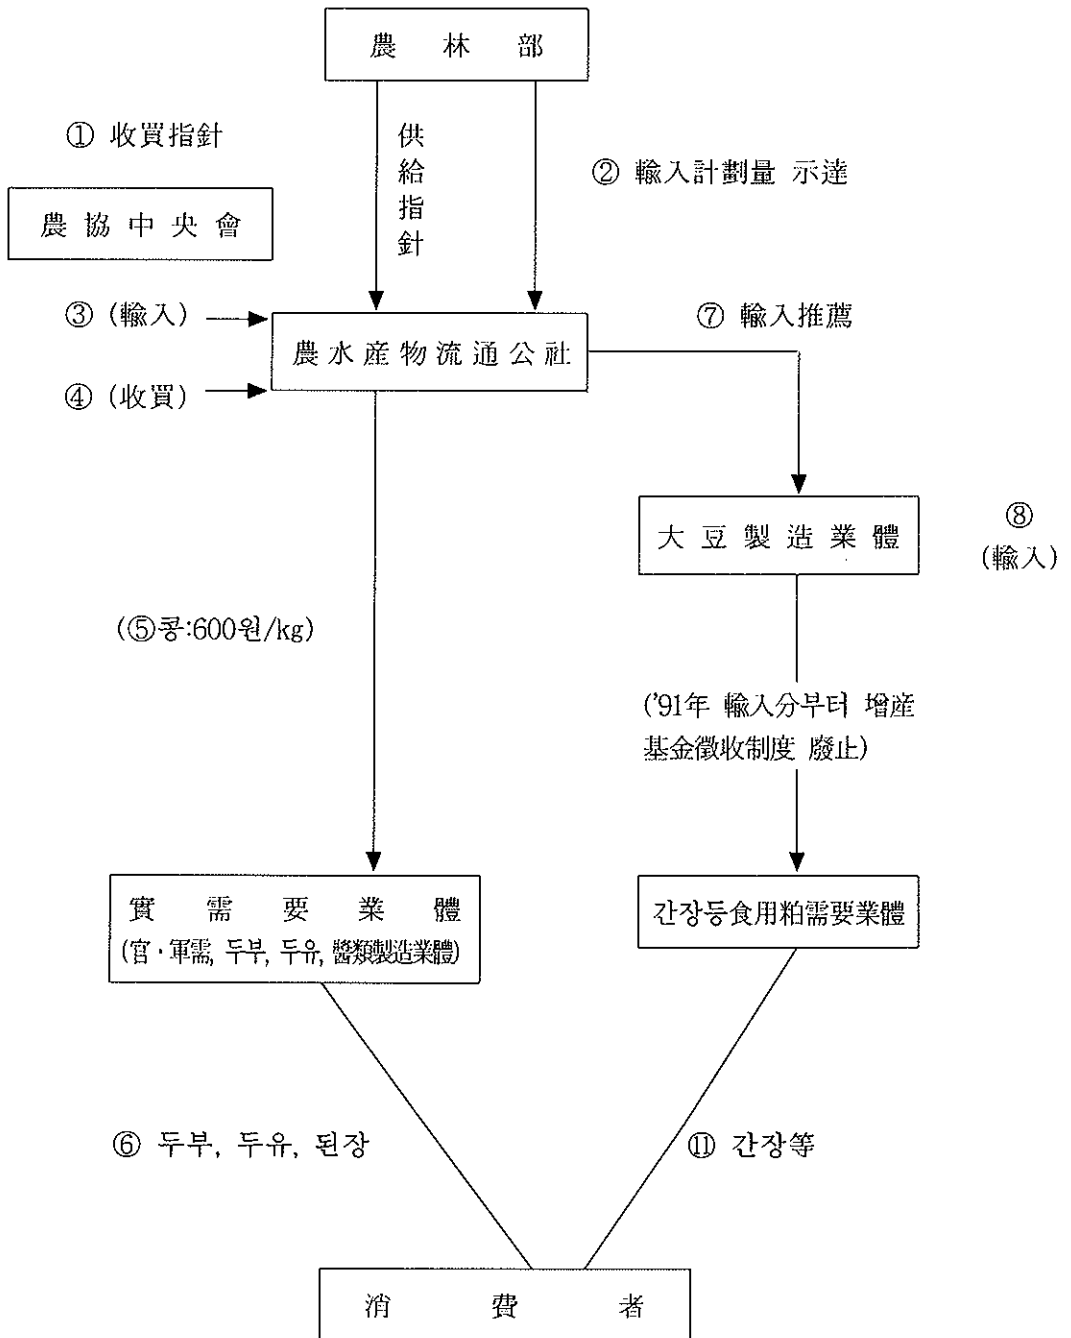 農林部
① 收買指針
供給指針
② 輸入計劃量 示達
農協中央會
③ (輸入)
⑦ 輸入推薦
農水産物流通公社
④ (收買)
大豆製造業體
⑧
(輸入)
(⑤콩:600원/kg)
('91年 輸入分부터 增産
基金徵收制度 廢止)
實需要業體
(官·軍需, 두부, 두유, 醬類製造業體)
간장등食用粕需要業體
⑥ 두부, 두유, 된장
⑪ 간장等
消費者